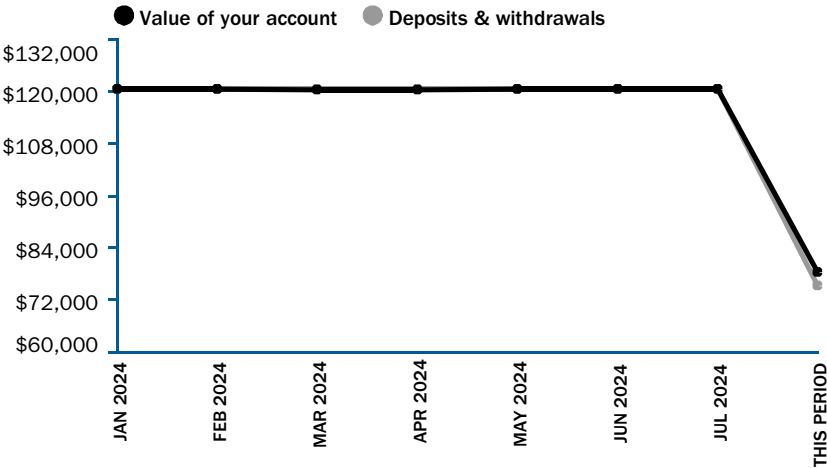 Value of your account
Deposits & withdrawals
$132,000
$120,000
$108,000
$96,000
$84,000
$72,000
$60,000
JAN 2024
FEB 2024
MAR 2024
APR 2024
MAY 2024
JUN 2024
JUL 2024
THIS PERIOD